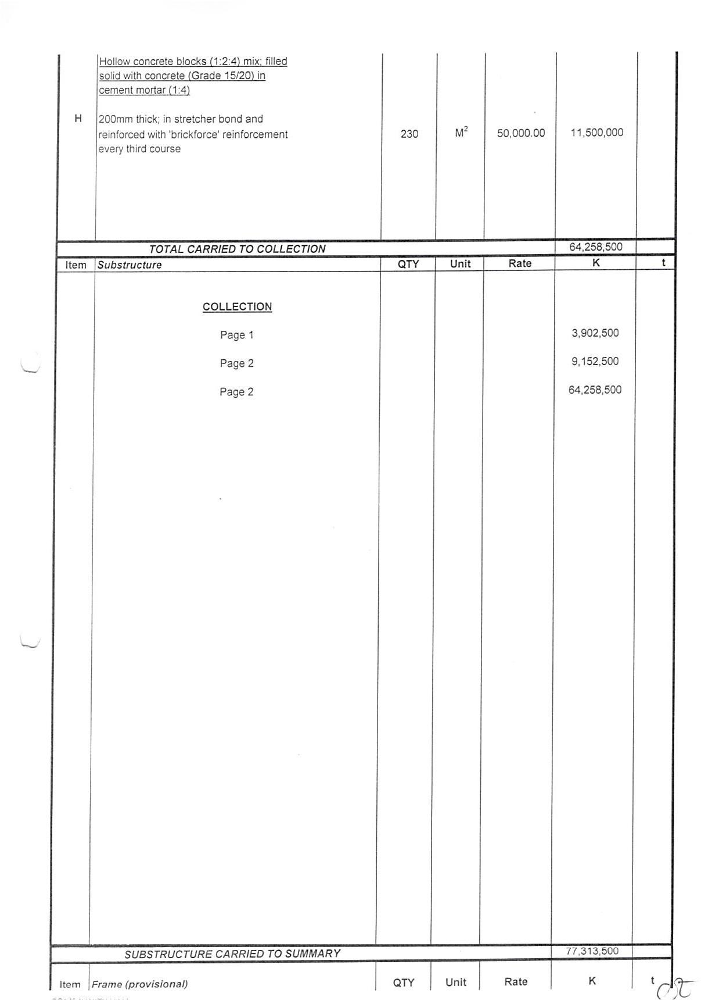 Hollow concrete blocks (1:2:4) mix; filled
solid with concrete (Grade 15/20) in
cement mortar (1:4)
H 200mm thick; in stretcher bond and
reinforced with 'brickforce' reinforcement 230 M² 50,000.00 11,500,000
every third course
TOTAL CARRIED TO COLLECTION 64,258,500
Item Substructure QTY Unit Rate K t
COLLECTION
Page 1 3,902,500
Page 2 9,152,500
Page 2 64,258,500
SUBSTRUCTURE CARRIED TO SUMMARY 77,313,500
Item Frame (provisional) QTY Unit Rate K t